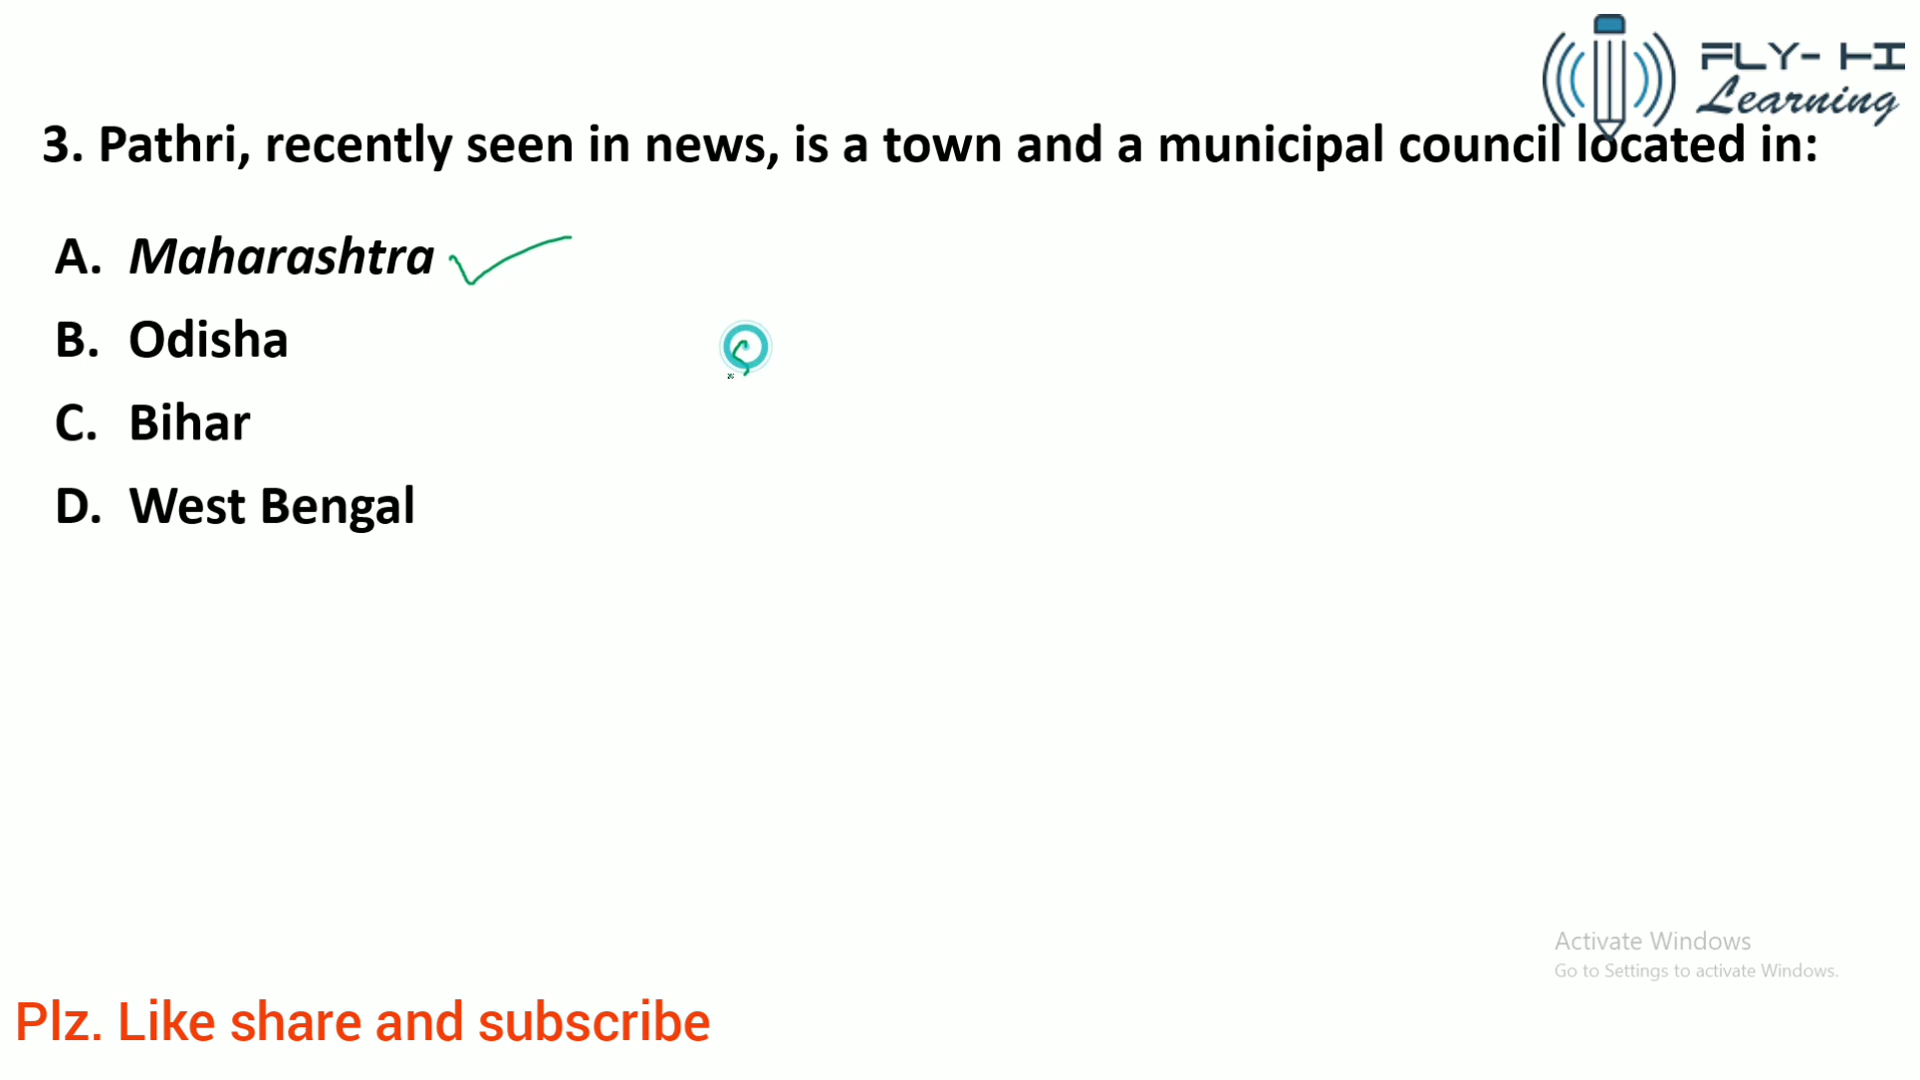 FLY- HI
Learning
3. Pathri, recently seen in news, is a town and a municipal council located in:
A. Maharashtra
B. Odisha
C. Bihar
D. West Bengal
Activate Windows
Go to Settings to activate Windows.
Plz. Like share and subscribe